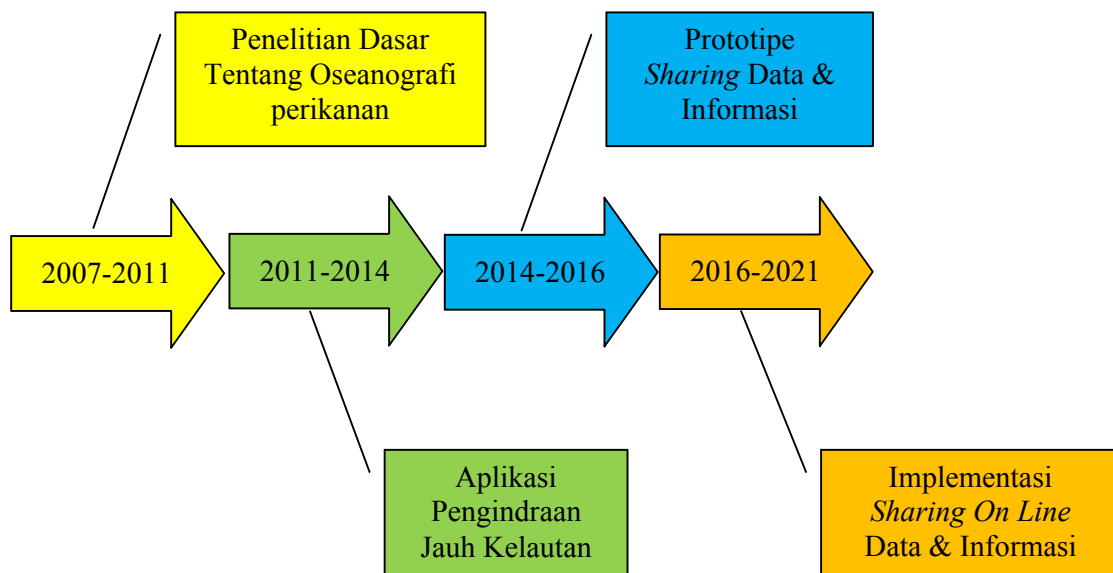 Penelitian Dasar
Tentang Oseanografi
perikanan
Prototipe
Sharing Data &
Informasi
2007-2011
2011-2014
2014-2016
2016-2021
Aplikasi
Pengindraan
Jauh Kelautan
Implementasi
Sharing On Line
Data & Informasi